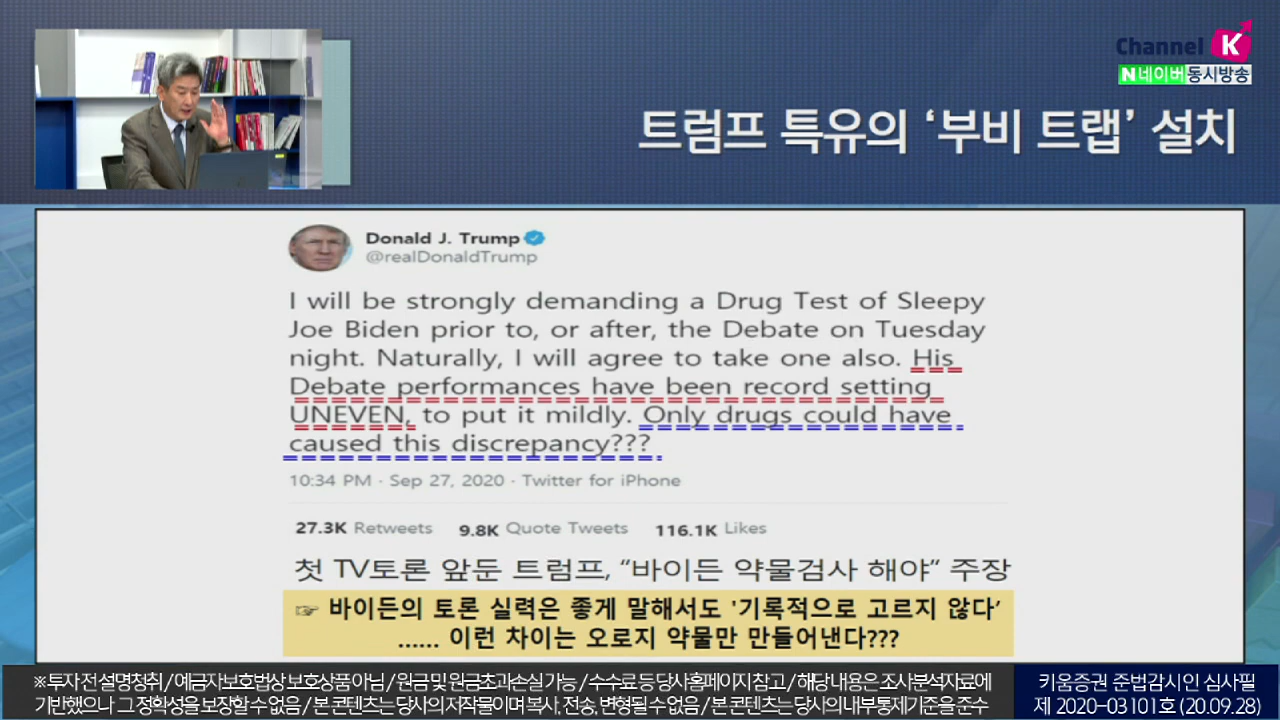 Channel K
N 네이버 동시방송
트럼프 특유의 ‘부비 트랩’ 설치
Donald J. Trump
@realDonaldTrump
I will be strongly demanding a Drug Test of Sleepy
Joe Biden prior to, or after, the Debate on Tuesday
night. Naturally, I will agree to take one also. His
Debate performances have been record setting
UNEVEN, to put it mildly. Only drugs could have
caused this discrepancy???
10:34 PM · Sep 27, 2020 · Twitter for iPhone
27.3K Retweets 9.8K Quote Tweets 116.1K Likes
첫 TV토론 앞둔 트럼프, “바이든 약물검사 해야” 주장
☞ 바이든의 토론 실력은 좋게 말해서도 '기록적으로 고르지 않다’
...... 이런 차이는 오로지 약물만 만들어낸다???
※ 투자 전 설명청취 / 예금자보호법상 보호상품 아님 / 원금 및 원금초과손실 가능 / 수수료 등 당사홈페이지 참고 / 해당 내용은 조사분석자료에
기반했으나 그 정확성을 보장할 수 없음 / 본 콘텐츠는 당사의 저작물이며 복사, 전송, 변형될 수 없음 / 본 콘텐츠는 당사의 내부통제기준을 준수
키움증권 준법감시인 심사필
제 2020-03101호 (20.09.28)